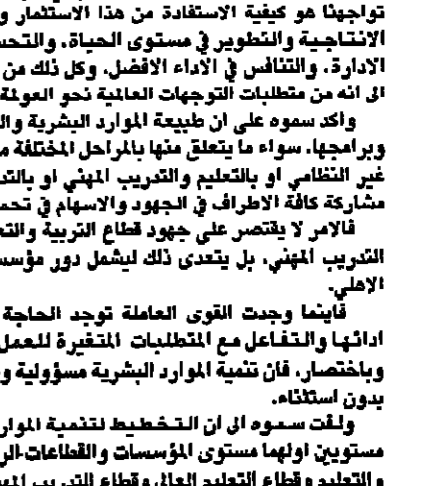 تواجهنا هو كيفية الاستفادة من هذا الاستثمار و
الانتاجية والتطوير في مستوى الحياة. والتحس
الادارة. والتنافس في الاداء الافضل. وكل ذلك من
الى انه من متطلبات التوجهات العالمية نحو العولمة
واكد سموه على ان طبيعة الموارد البشرية وال
وبرامجها. سواء ما يتعلق منها بالمراحل المختلفة م
غير النظامي او بالتعليم والتدريب المهني او بالتد
مشاركة كافة الاطراف في الجهود والاسهام في تحم
فالامر لا يقتصر على جهود قطاع التربية والتع
التدريب المهني. بل يتعدى ذلك ليشمل دور مؤسس
الاهلي.
فاينما وجدت القوى العاملة توجد الحاجة
ادائها والتفاعل مع المتطلبات المتغيرة للعمل
وباختصار. فان تنمية الموارد البشرية مسؤولية و
بدون استثناء.
ولفت سموه الى ان التخطيط لتنمية الموار
مستويين اولهما مستوى المؤسسات والقطاعات الر
والتعليم وقطاع التعليم العالي وقطاع التدريب المه